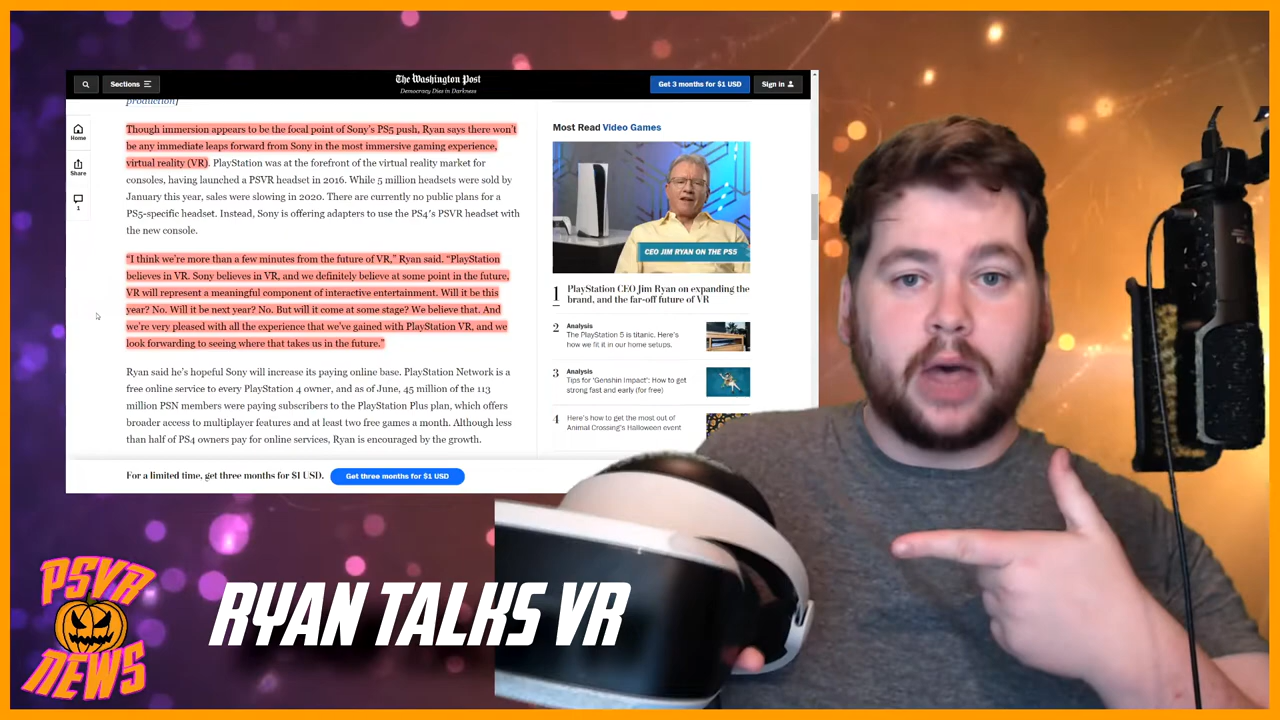 Sections
The Washington Post
Democracy Dies in Darkness
Get 3 months for $1 USD
Sign in
Home
Share
1
production]
Though immersion appears to be the focal point of Sony's PS5 push, Ryan says there won't
be any immediate leaps forward from Sony in the most immersive gaming experience,
virtual reality (VR). PlayStation was at the forefront of the virtual reality market for
consoles, having launched a PSVR headset in 2016. While 5 million headsets were sold by
January this year, sales were slowing in 2020. There are currently no public plans for a
PS5-specific headset. Instead, Sony is offering adapters to use the PS4's PSVR headset with
the new console.
“I think we're more than a few minutes from the future of VR,” Ryan said. “PlayStation
believes in VR. Sony believes in VR, and we definitely believe at some point in the future,
VR will represent a meaningful component of interactive entertainment. Will it be this
year? No. Will it be next year? No. But will it come at some stage? We believe that. And
we're very pleased with all the experience that we've gained with PlayStation VR, and we
look forwarding to seeing where that takes us in the future.”
Ryan said he's hopeful Sony will increase its paying online base. PlayStation Network is a
free online service to every PlayStation 4 owner, and as of June, 45 million of the 113
million PSN members were paying subscribers to the PlayStation Plus plan, which offers
broader access to multiplayer features and at least two free games a month. Although less
than half of PS4 owners pay for online services, Ryan is encouraged by the growth.
Most Read Video Games
CEO JIM RYAN ON THE PS5
1 PlayStation CEO Jim Ryan on expanding the
brand, and the far-off future of VR
2 Analysis
The PlayStation 5 is titanic. Here's
how we fit it in our home setups.
3 Analysis
Tips for 'Genshin Impact': How to get
strong fast and early (for free)
4 Here's how to get the most out of
Animal Crossing's Halloween event
For a limited time, get three months for $1 USD.
Get three months for $1 USD
PSVR
NEWS
RYAN TALKS VR